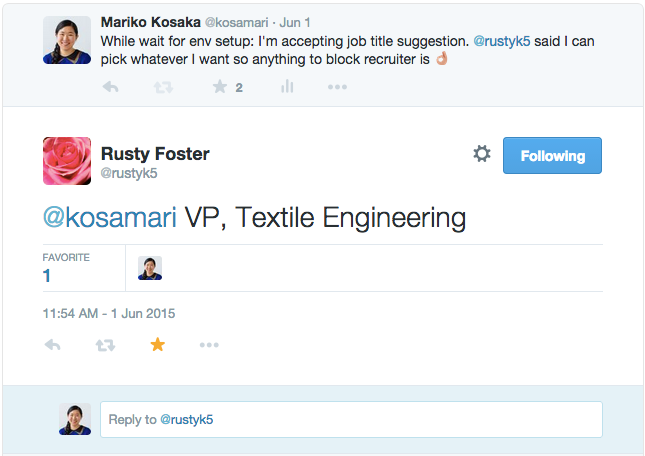 Mariko Kosaka @kosamari · Jun 1
While wait for env setup: I'm accepting job title suggestion. @rustyk5 said I can
pick whatever I want so anything to block recruiter is 👌🏼
2
Rusty Foster
@rustyk5
Following
@kosamari VP, Textile Engineering
FAVORITE
1
11:54 AM - 1 Jun 2015
Reply to @rustyk5